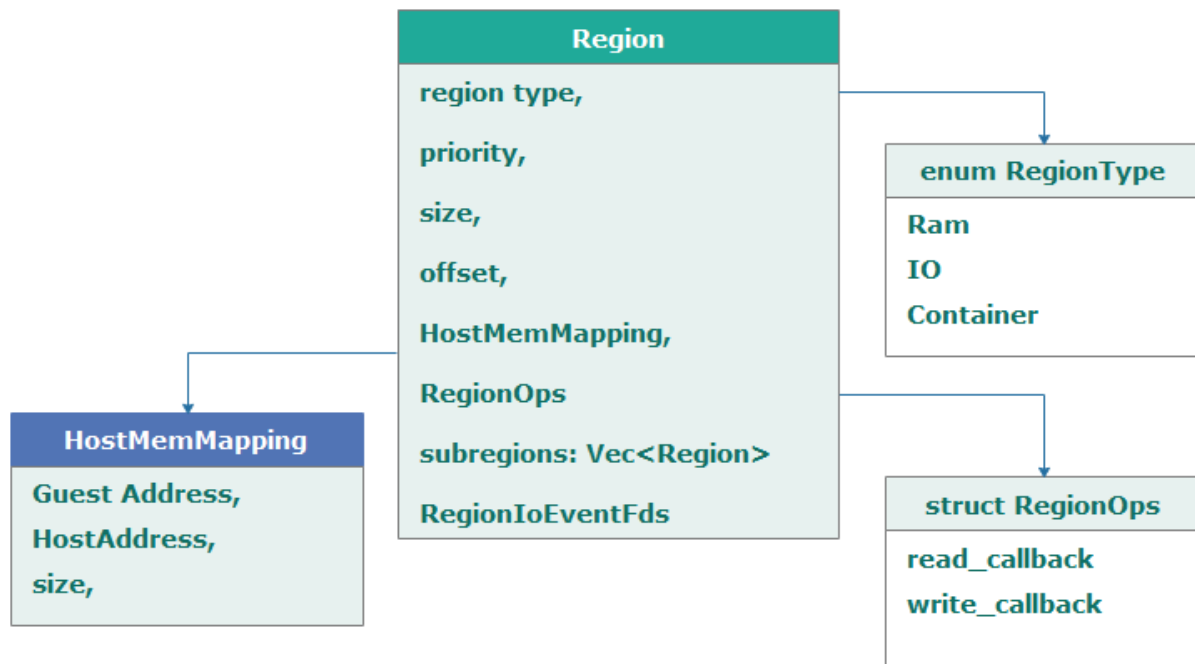 Region
region type,
priority,
size,
offset,
HostMemMapping,
RegionOps
subregions: Vec<Region>
RegionIoEventFds
enum RegionType
Ram
IO
Container
HostMemMapping
Guest Address,
HostAddress,
size,
struct RegionOps
read_callback
write_callback